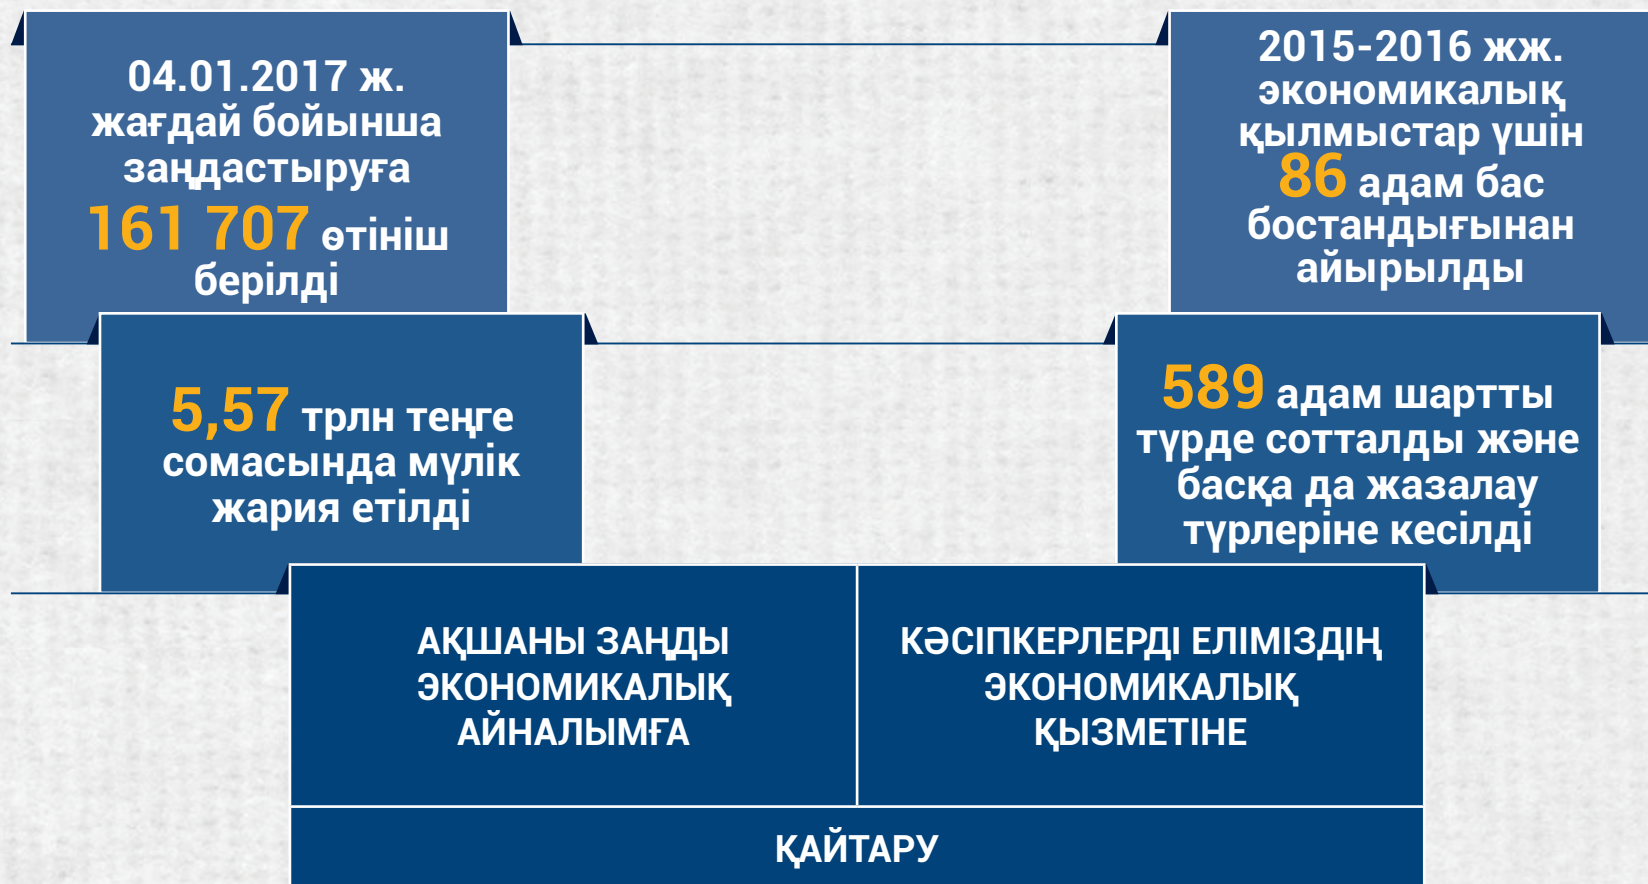 04.01.2017 ж.
жағдай бойынша
заңдастыруға
161 707 өтініш
берілді
2015-2016 жж.
экономикалық
қылмыстар үшін
86 адам бас
бостандығынан
айырылды
5,57 трлн теңге
сомасында мүлік
жария етілді
589 адам шартты
түрде сотталды және
басқа да жазалау
түрлеріне кесілді
АҚШАНЫ ЗАҢДЫ
ЭКОНОМИКАЛЫҚ
АЙНАЛЫМҒА
КӘСІПКЕРЛЕРДІ ЕЛІМІЗДІҢ
ЭКОНОМИКАЛЫҚ
ҚЫЗМЕТІНЕ
ҚАЙТАРУ